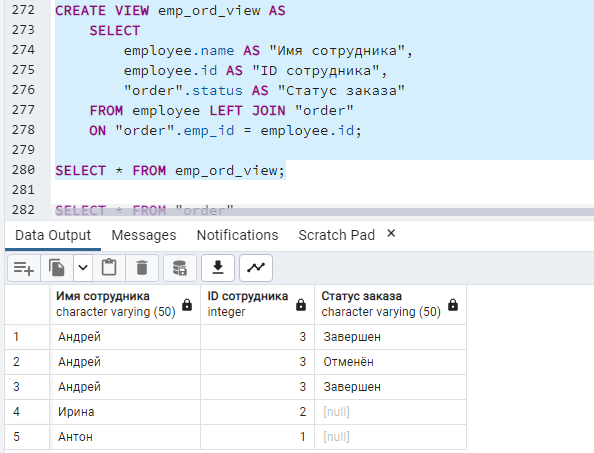 272 CREATE VIEW emp_ord_view AS
273 SELECT
274 employee.name AS "Имя сотрудника",
275 employee.id AS "ID сотрудника",
276 "order".status AS "Статус заказа"
277 FROM employee LEFT JOIN "order"
278 ON "order".emp_id = employee.id;
279
280 SELECT * FROM emp_ord_view;
281
282 SELECT * FROM "order"
Data Output Messages Notifications Scratch Pad ×
Имя сотрудника ID сотрудника Статус заказа
character varying (50) integer character varying (50)
1 Андрей 3 Завершен
2 Андрей 3 Отменён
3 Андрей 3 Завершен
4 Ирина 2 [null]
5 Антон 1 [null]